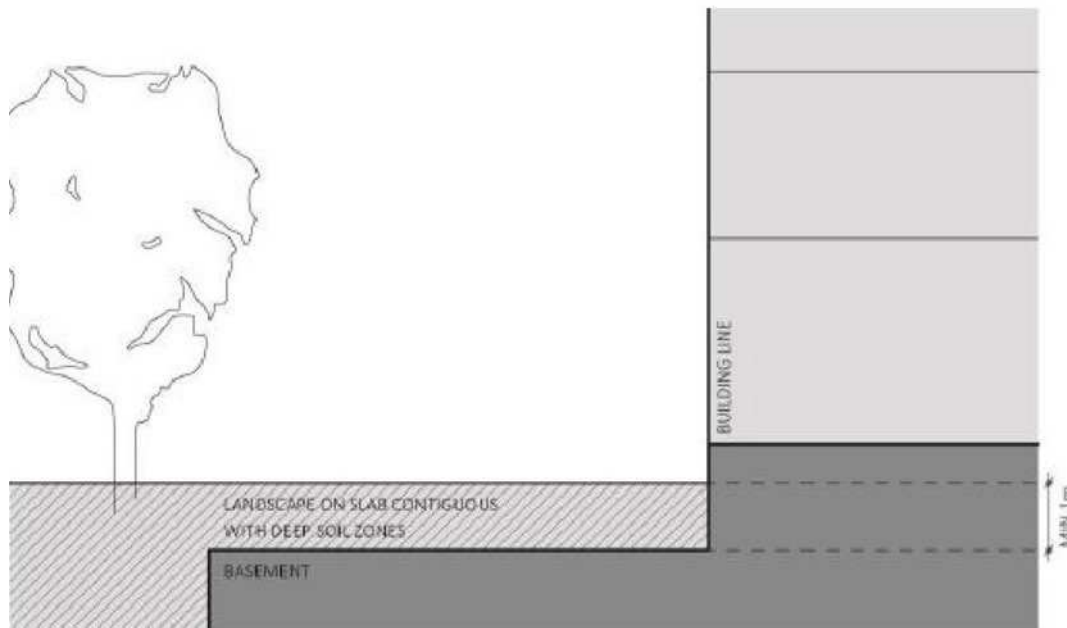 BUILDING LINE
LANDSCAPE ON SLAB CONTIGUOUS
WITH DEEP SOIL ZONES
BASEMENT
MIN 1m